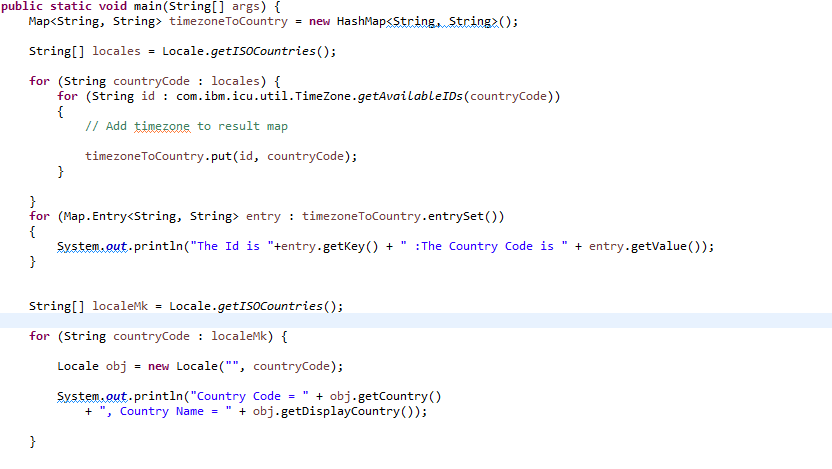 public static void main(String[] args) {
    Map<String, String> timezoneToCountry = new HashMap<String, String>();
    String[] locales = Locale.getISOCountries();
    for (String countryCode : locales) {
        for (String id : com.ibm.icu.util.TimeZone.getAvailableIDs(countryCode))
        {
            // Add timezone to result map
            timezoneToCountry.put(id, countryCode);
        }
    }
    for (Map.Entry<String, String> entry : timezoneToCountry.entrySet())
    {
        System.out.println("The Id is "+entry.getKey() + " :The Country Code is " + entry.getValue());
    }
    String[] localeMk = Locale.getISOCountries();
    for (String countryCode : localeMk) {
        Locale obj = new Locale("", countryCode);
        System.out.println("Country Code = " + obj.getCountry()
            + ", Country Name = " + obj.getDisplayCountry());
    }